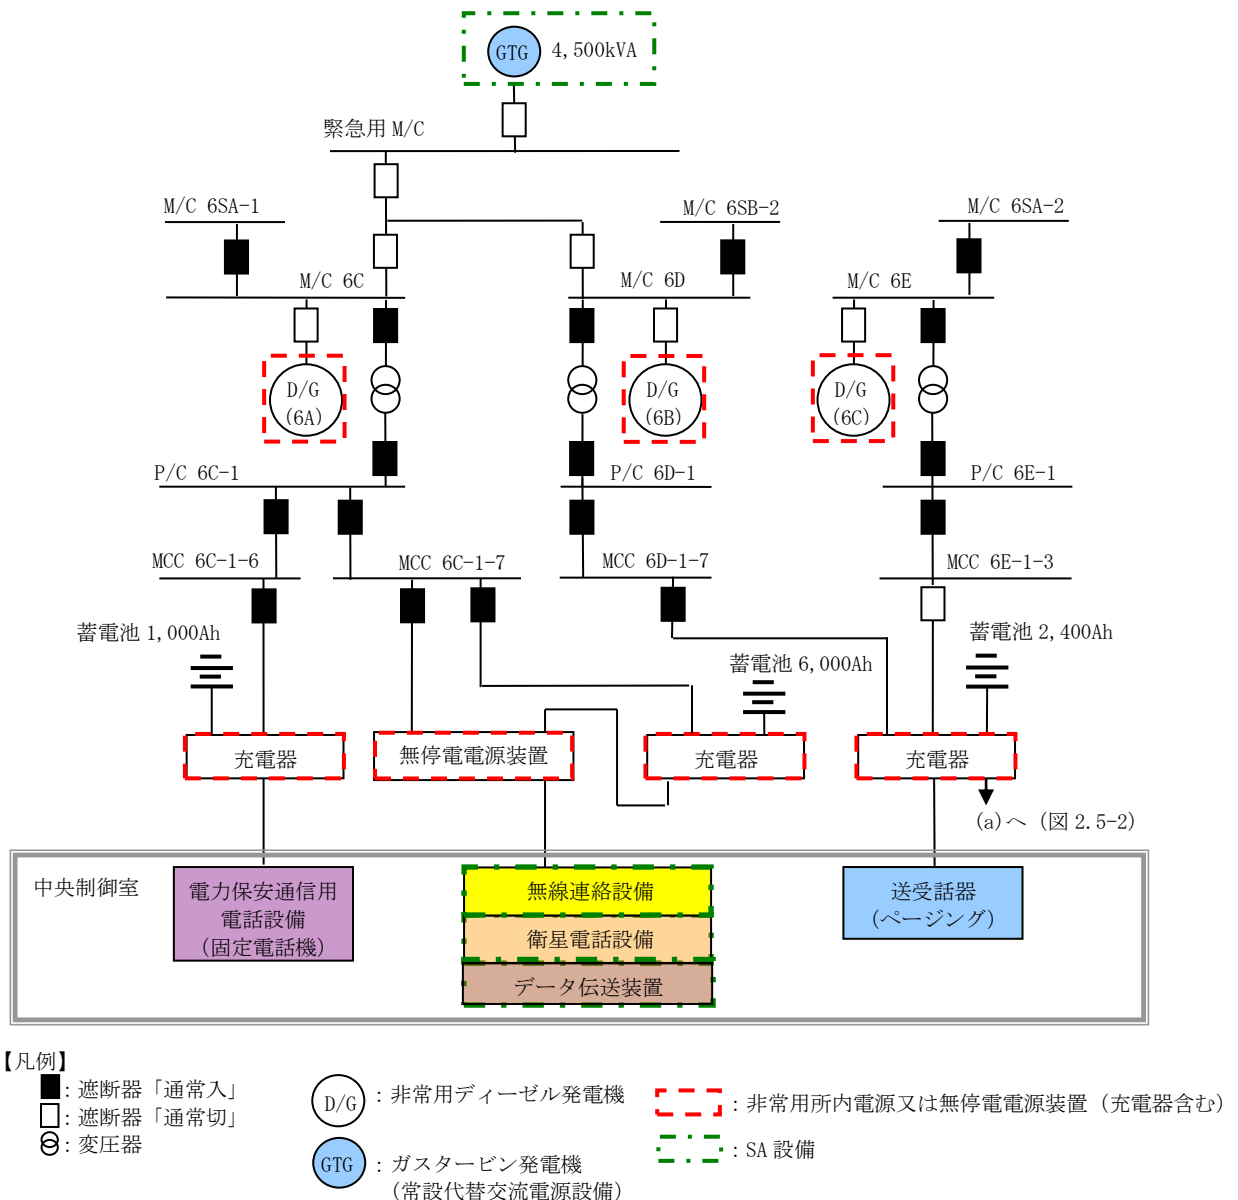 GTG 4,500kVA
緊急用 M/C
M/C 6SA-1
M/C 6SB-2
M/C 6SA-2
M/C 6C
M/C 6D
M/C 6E
D/G
(6A)
D/G
(6B)
D/G
(6C)
P/C 6C-1
P/C 6D-1
P/C 6E-1
MCC 6C-1-6
MCC 6C-1-7
MCC 6D-1-7
MCC 6E-1-3
蓄電池 1,000Ah
蓄電池 6,000Ah
蓄電池 2,400Ah
充電器
無停電電源装置
充電器
充電器
(a)へ（図 2.5-2）
中央制御室
電力保安通信用
電話設備
（固定電話機）
無線連絡設備
衛星電話設備
データ伝送装置
送受話器
（ページング）
【凡例】
：遮断器「通常入」
：遮断器「通常切」
：変圧器
D/G ：非常用ディーゼル発電機
GTG ：ガスタービン発電機
（常設代替交流電源設備）
：非常用所内電源又は無停電電源装置（充電器含む）
：SA 設備